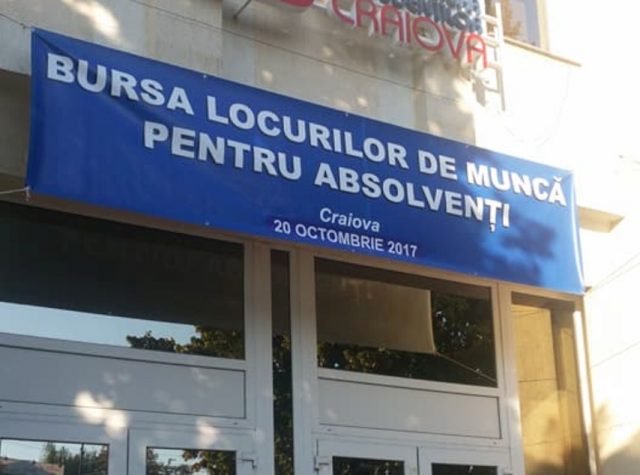 CRAIOVA
BURSA LOCURILOR DE MUNCĂ
PENTRU ABSOLVENȚI
Craiova
20 OCTOMBRIE 2017